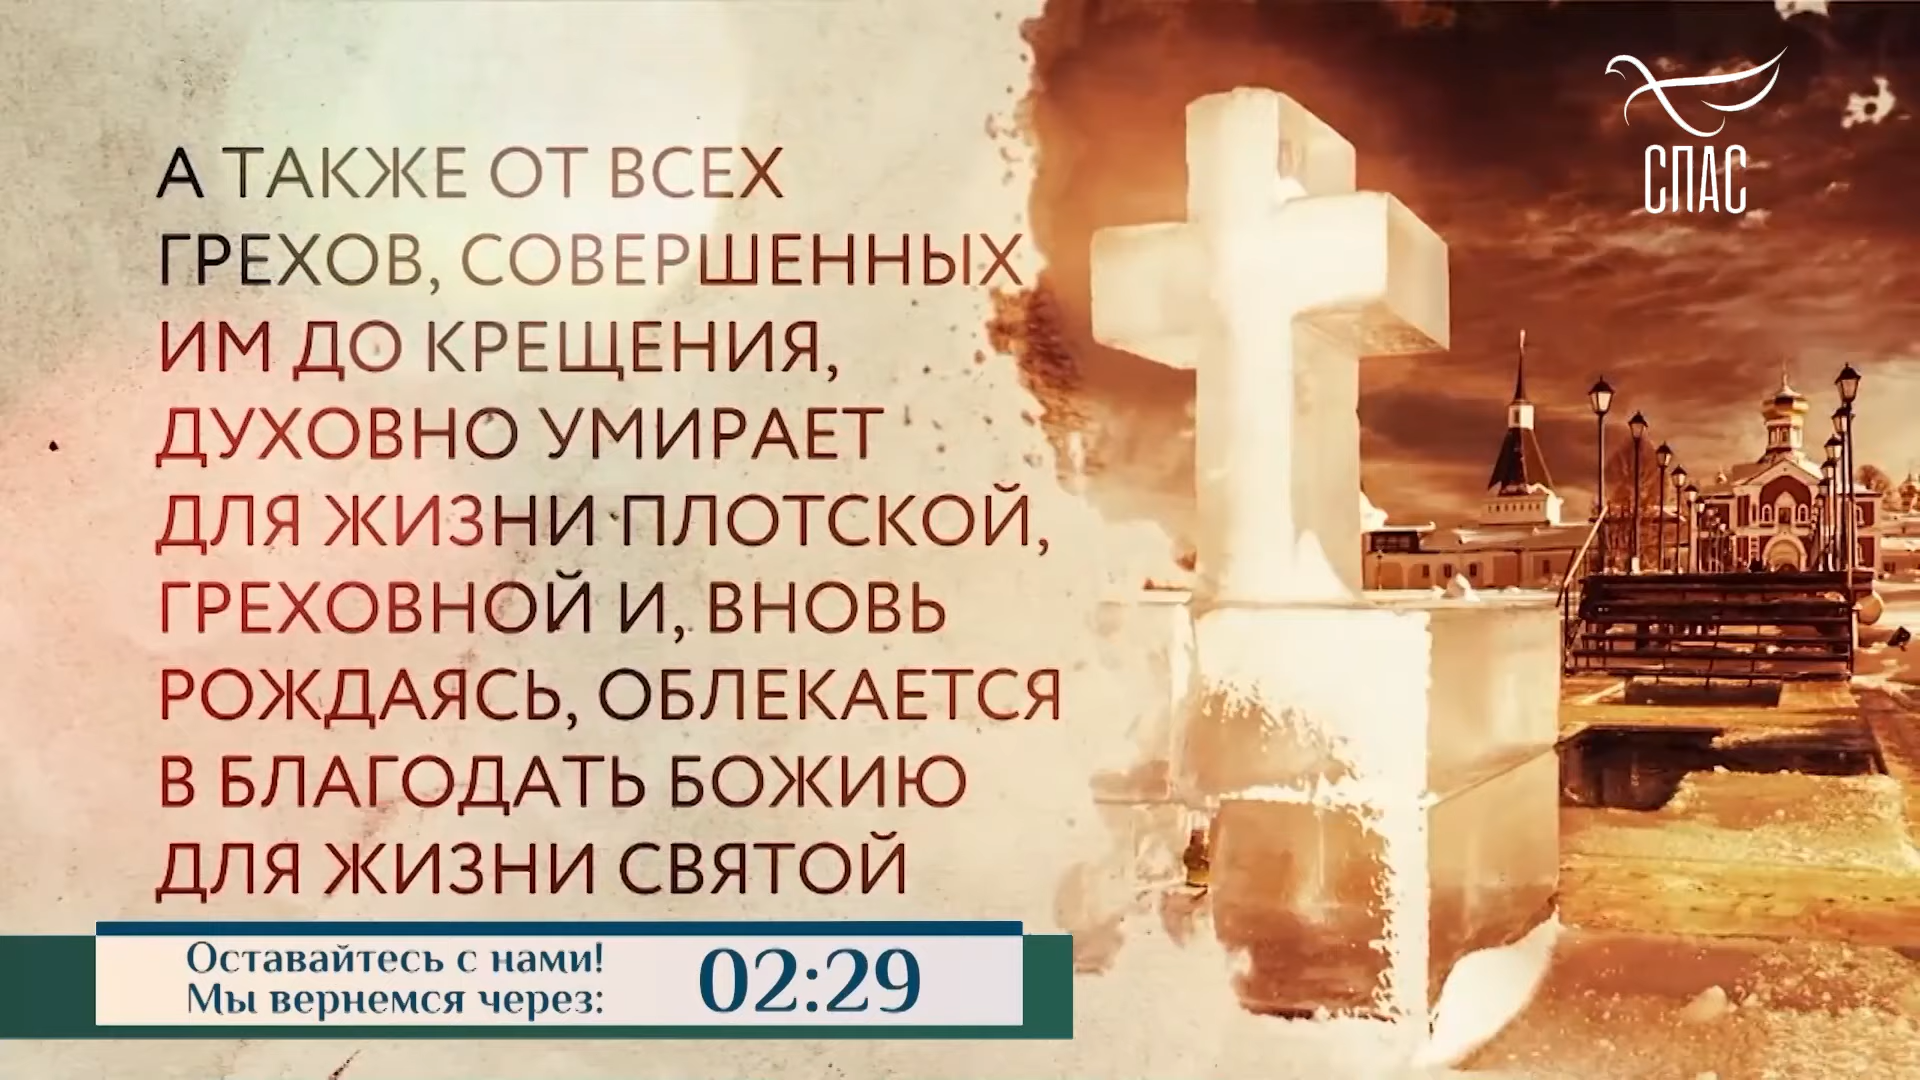 А ТАКЖЕ ОТ ВСЕХ
ГРЕХОВ, СОВЕРШЕННЫХ
ИМ ДО КРЕЩЕНИЯ,
ДУХОВНО УМИРАЕТ
ДЛЯ ЖИЗНИ ПЛОТСКОЙ,
ГРЕХОВНОЙ И, ВНОВЬ
РОЖДАЯСЬ, ОБЛЕКАЕТСЯ
В БЛАГОДАТЬ БОЖИЮ
ДЛЯ ЖИЗНИ СВЯТОЙ
СПАС
Оставайтесь с нами!
Мы вернемся через:
02:29